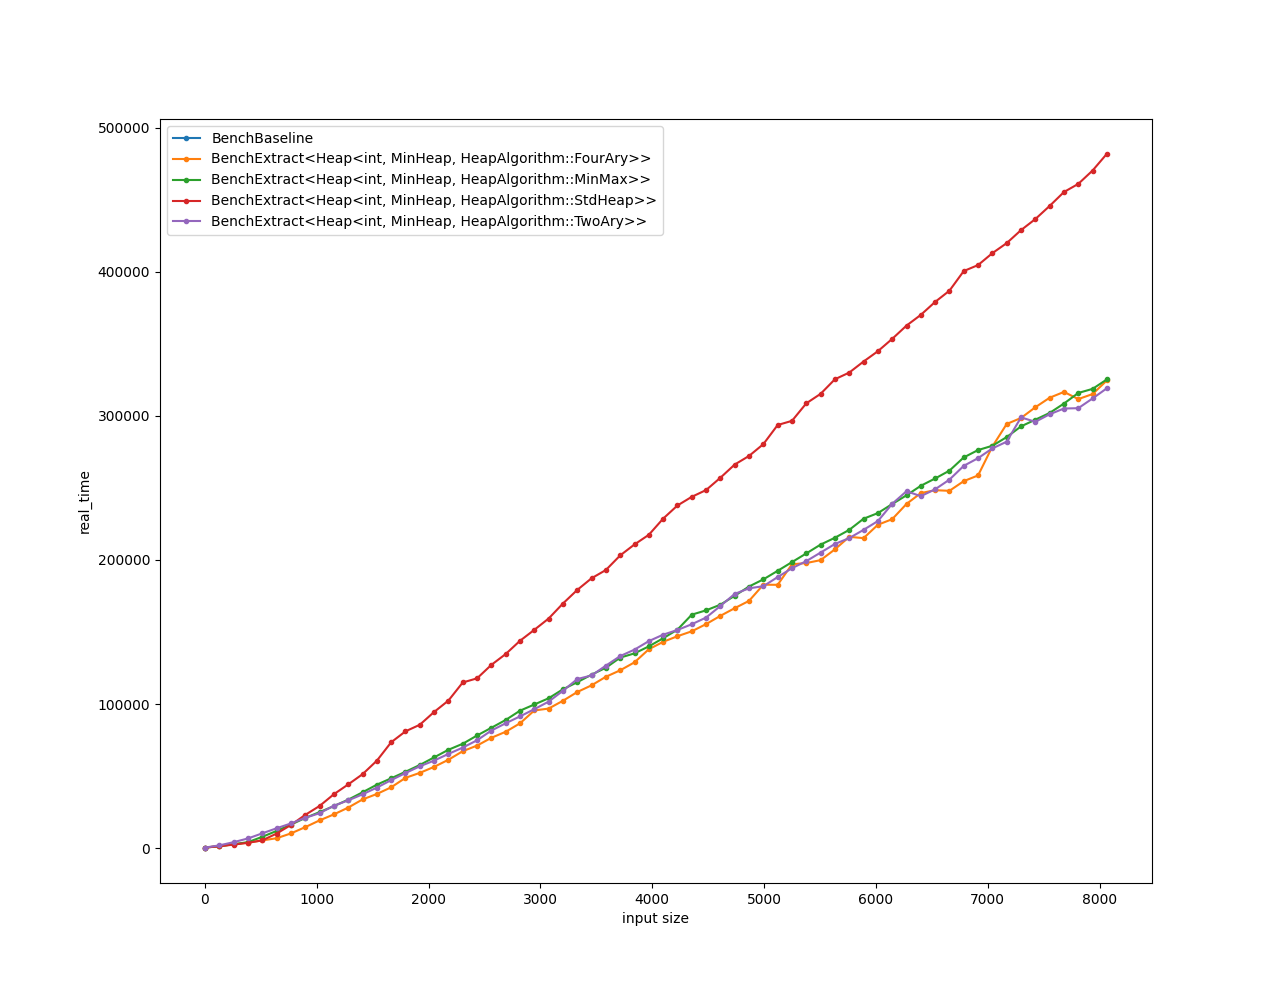 500000
400000
300000
200000
100000
0
real_time
BenchBaseline
BenchExtract<Heap<int, MinHeap, HeapAlgorithm::FourAry>>
BenchExtract<Heap<int, MinHeap, HeapAlgorithm::MinMax>>
BenchExtract<Heap<int, MinHeap, HeapAlgorithm::StdHeap>>
BenchExtract<Heap<int, MinHeap, HeapAlgorithm::TwoAry>>
0 1000 2000 3000 4000 5000 6000 7000 8000
input size